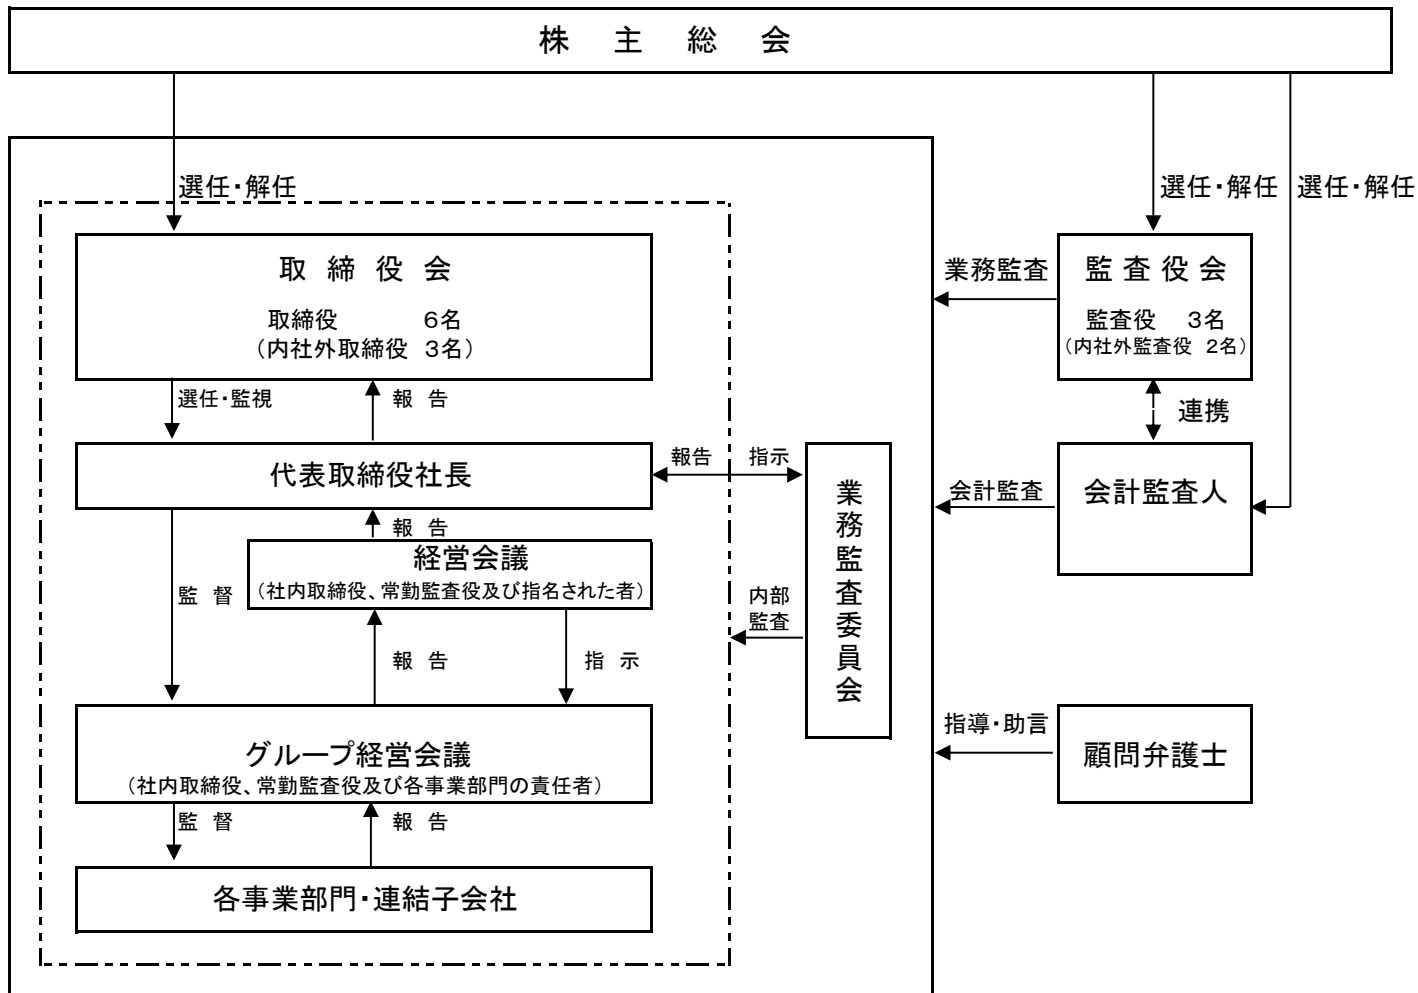 株 主 総 会
選任・解任
選任・解任
選任・解任
取 締 役 会
取締役 6名
（内社外取締役 3名）
業務監査
監 査 役 会
監査役 3名
（内社外監査役 2名）
選任・監視
報 告
連携
代表取締役社長
報告
指示
業務監査委員会
会計監査
会計監査人
報 告
経営会議
（社内取締役、常勤監査役及び指名された者）
監 督
内部
監査
報 告
指 示
グループ経営会議
（社内取締役、常勤監査役及び各事業部門の責任者）
指導・助言
顧問弁護士
監 督
報 告
各事業部門・連結子会社